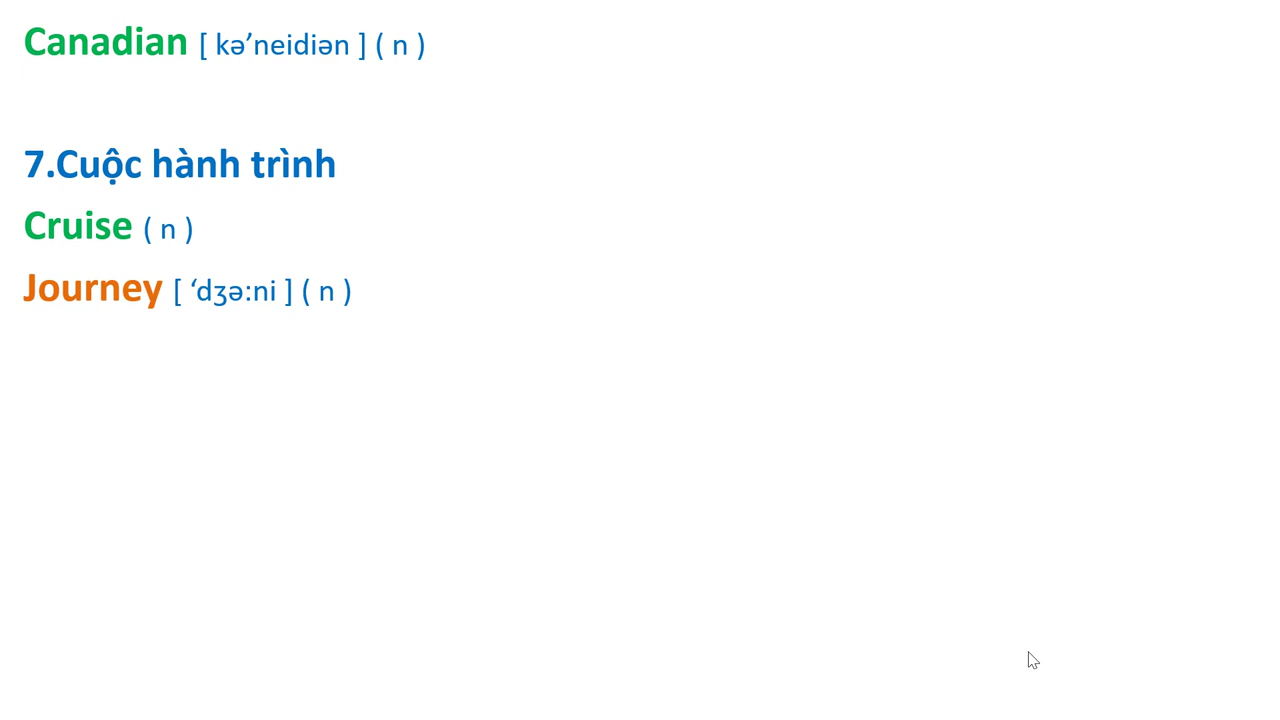 Canadian [ kə’neidiən ] ( n )
7.Cuộc hành trình
Cruise ( n )
Journey [ ‘dʒə:ni ] ( n )